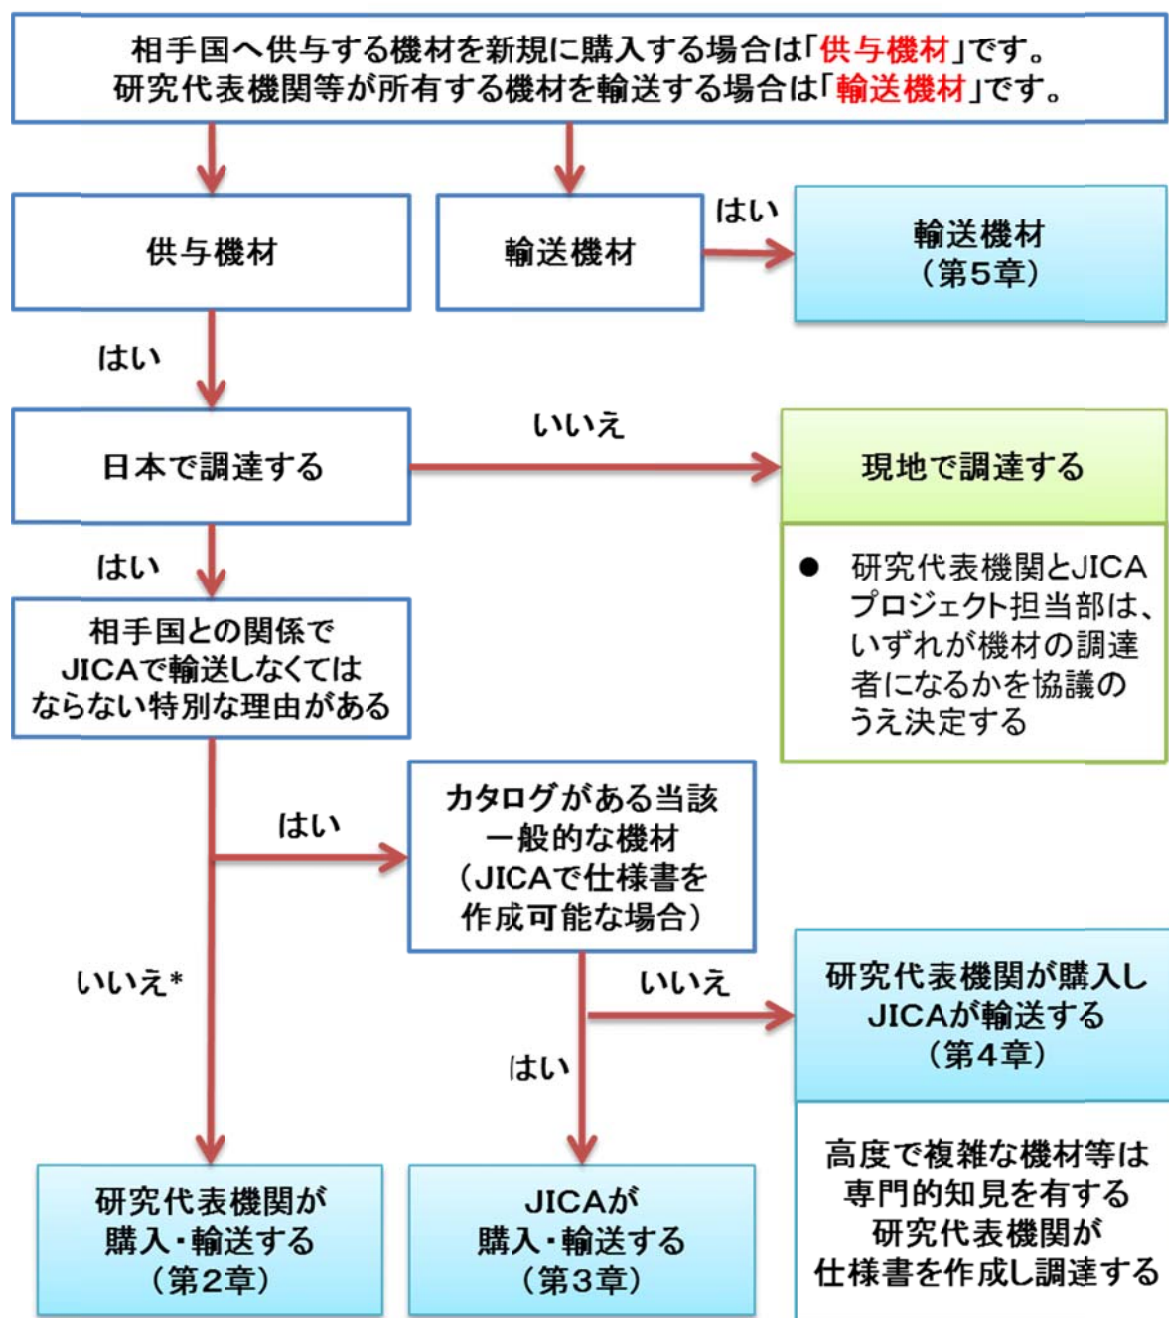 相手国へ供与する機材を新規に購入する場合は「供与機材」です。
研究代表機関等が所有する機材を輸送する場合は「輸送機材」です。
供与機材
輸送機材
はい
輸送機材
（第５章）
はい
日本で調達する
いいえ
現地で調達する
はい
● 研究代表機関とJICA
プロジェクト担当部は、
いずれが機材の調達
者になるかを協議の
うえ決定する
相手国との関係で
JICAで輸送しなくては
ならない特別な理由がある
はい
カタログがある当該
一般的な機材
（JICAで仕様書を
作成可能な場合）
いいえ*
いいえ
はい
研究代表機関が購入し
JICAが輸送する
（第４章）
高度で複雑な機材等は
専門的知見を有する
研究代表機関が
仕様書を作成し調達する
研究代表機関が
購入・輸送する
（第２章）
JICAが
購入・輸送する
（第３章）